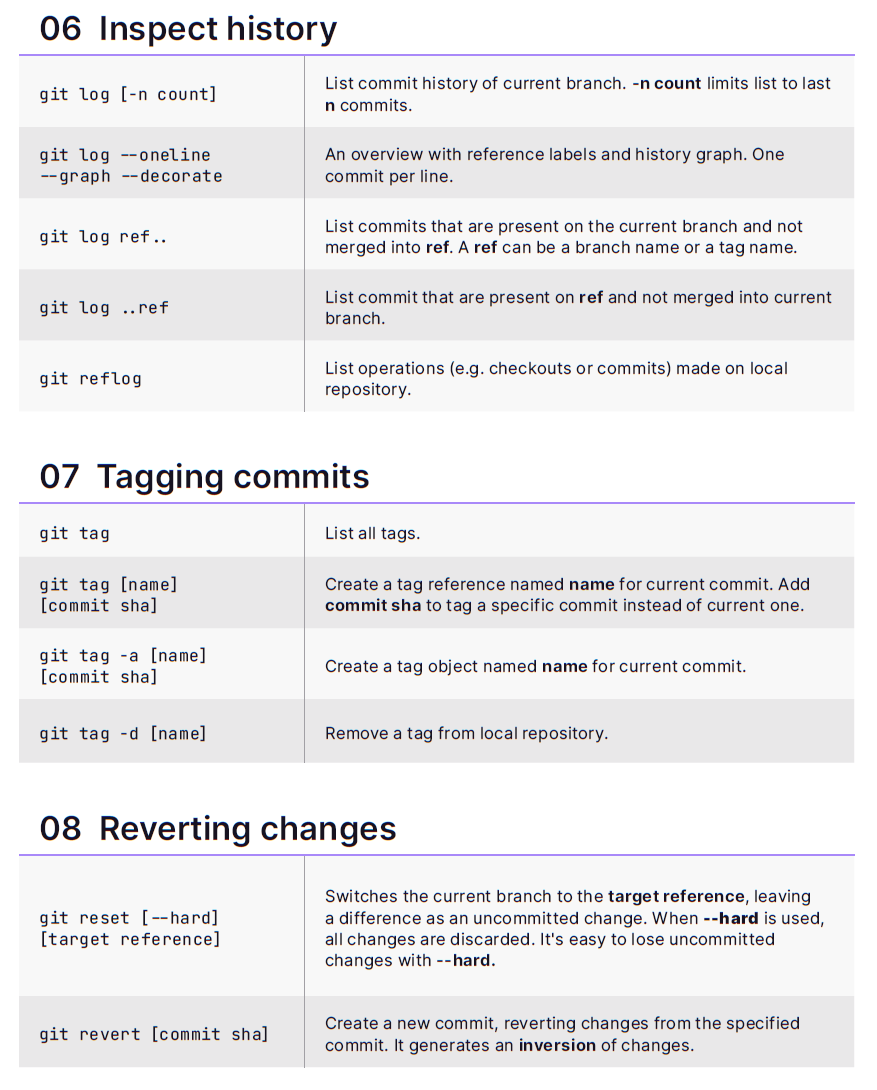 06 Inspect history
git log [-n count]
List commit history of current branch. -n count limits list to last
n commits.
git log --oneline
--graph --decorate
An overview with reference labels and history graph. One
commit per line.
git log ref..
List commits that are present on the current branch and not
merged into ref. A ref can be a branch name or a tag name.
git log ..ref
List commit that are present on ref and not merged into current
branch.
git reflog
List operations (e.g. checkouts or commits) made on local
repository.
07 Tagging commits
git tag
List all tags.
git tag [name]
[commit sha]
Create a tag reference named name for current commit. Add
commit sha to tag a specific commit instead of current one.
git tag -a [name]
[commit sha]
Create a tag object named name for current commit.
git tag -d [name]
Remove a tag from local repository.
08 Reverting changes
git reset [--hard]
[target reference]
Switches the current branch to the target reference, leaving
a difference as an uncommitted change. When --hard is used,
all changes are discarded. It's easy to lose uncommitted
changes with --hard.
git revert [commit sha]
Create a new commit, reverting changes from the specified
commit. It generates an inversion of changes.